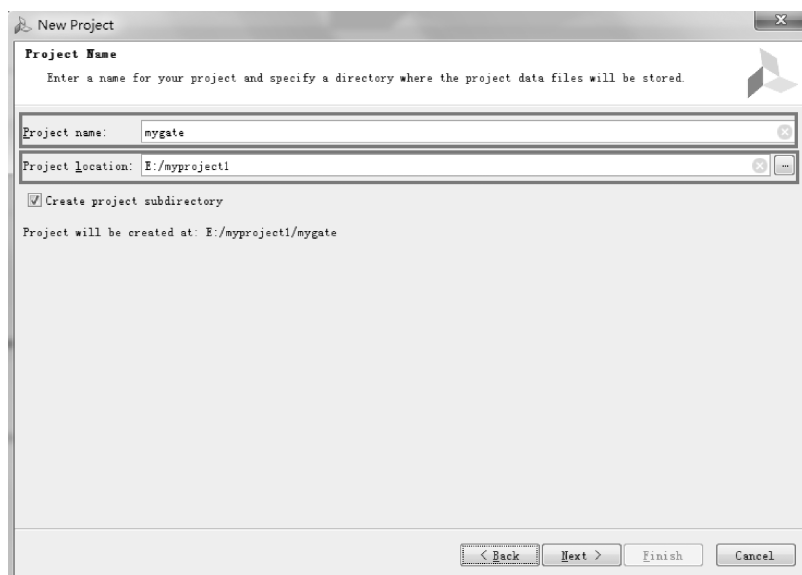 New Project
Project Name
Enter a name for your project and specify a directory where the project data files will be stored.
Project name: mygate
Project location: E:/myproject1 ...
Create project subdirectory
Project will be created at: E:/myproject1/mygate
< Back Next > Finish Cancel